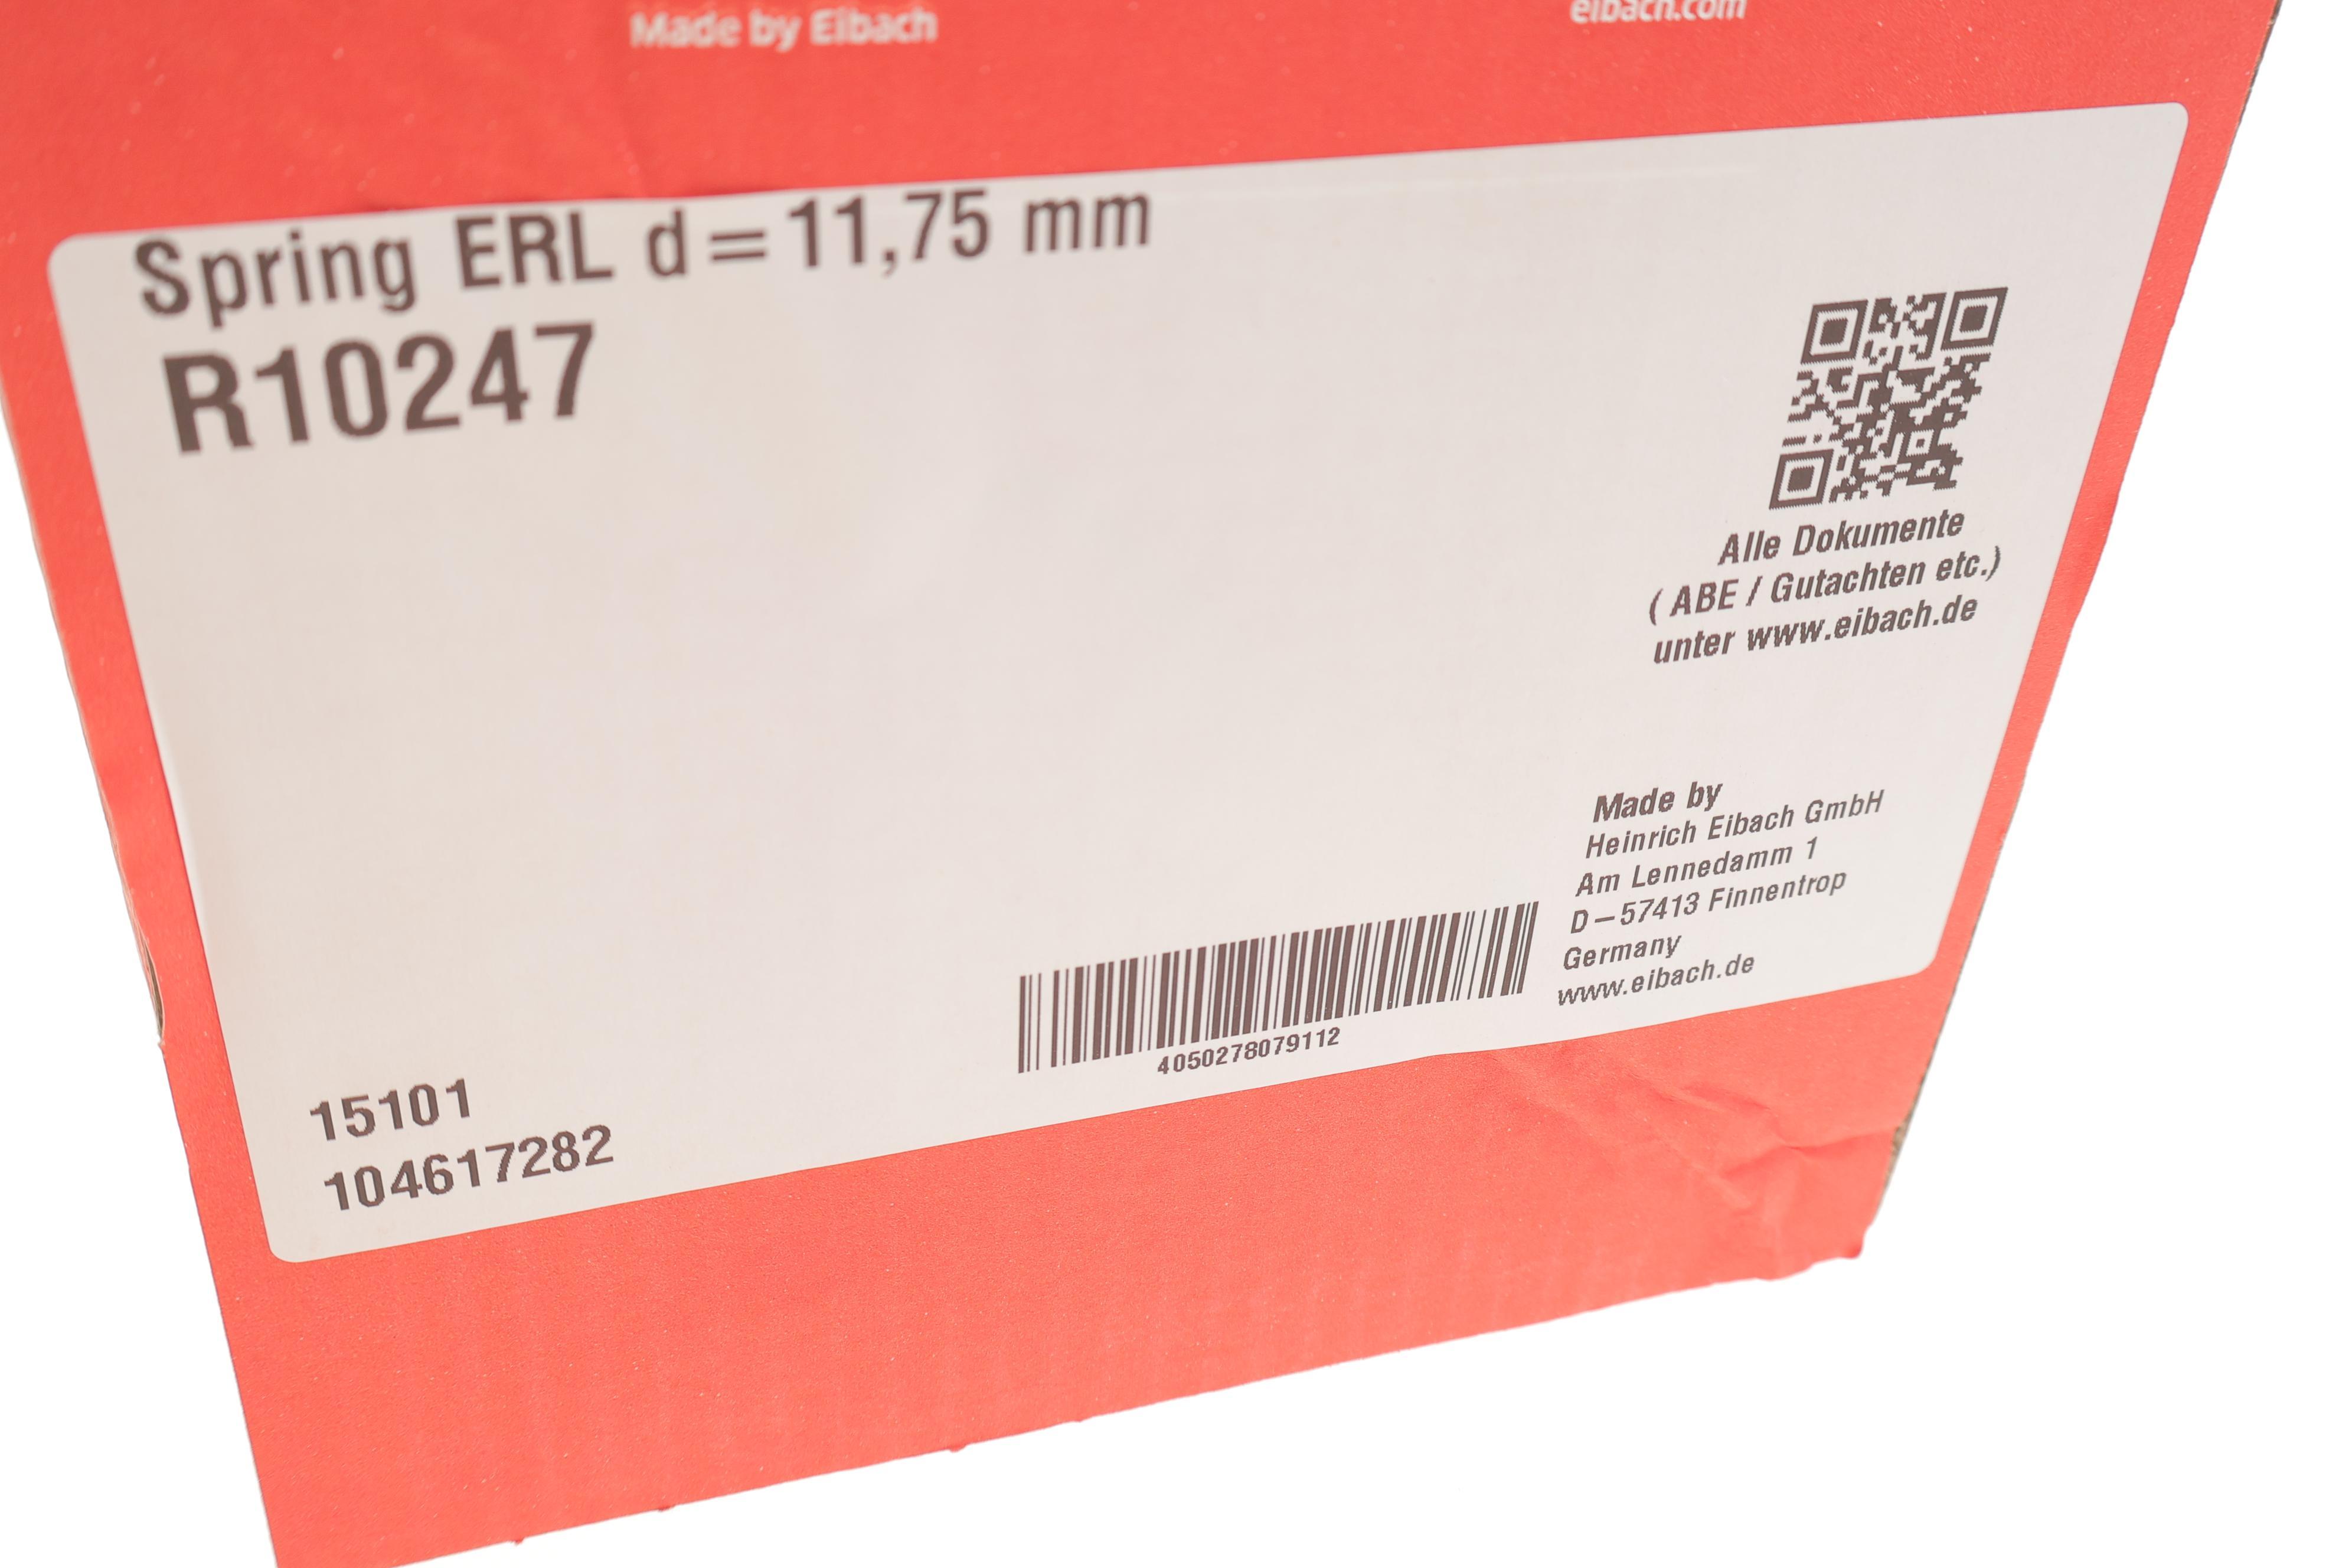 Made by Eibach
eibach.com
Spring ERL d=11,75 mm
R10247
Alle Dokumente
( ABE / Gutachten etc.)
unter www.eibach.de
Made by
Heinrich Eibach GmbH
Am Lennedamm 1
D-57413 Finnentrop
Germany
www.eibach.de
4050278079112
15101
104617282